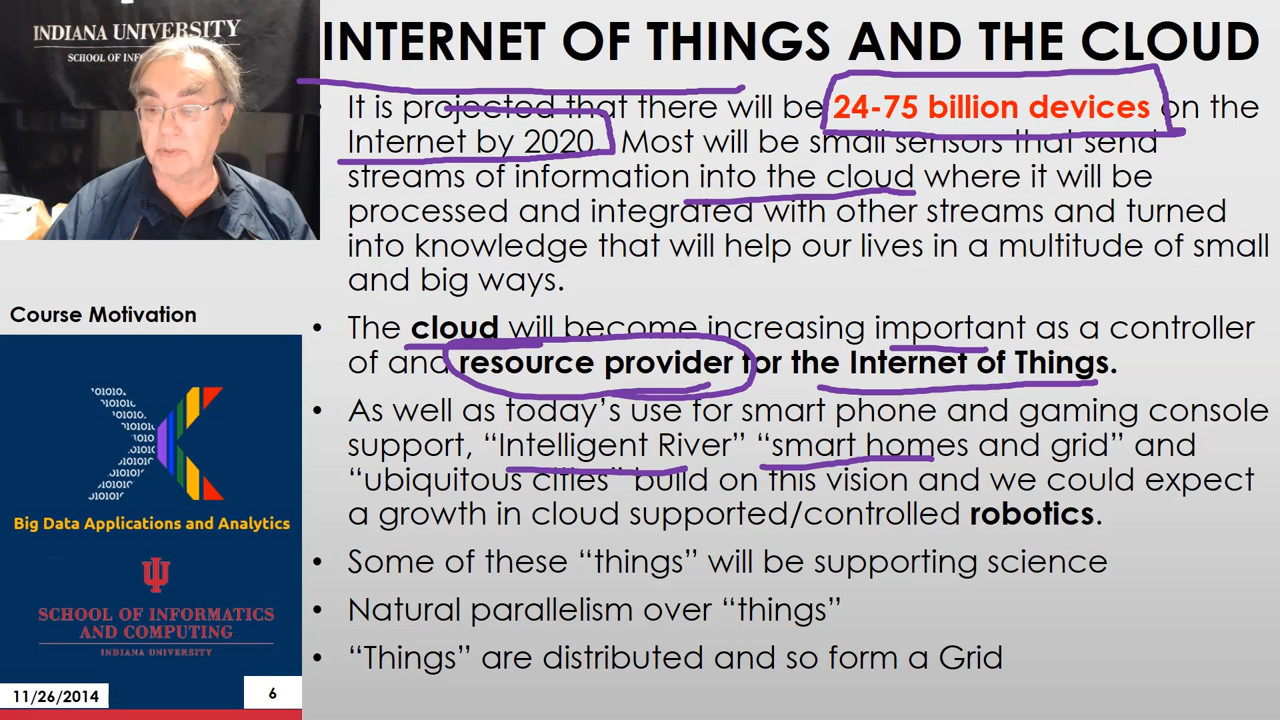 INDIANA UNIVERSITY
SCHOOL OF INF
INTERNET OF THINGS AND THE CLOUD
• It is projected that there will be 24-75 billion devices on the
Internet by 2020. Most will be small sensors that send
streams of information into the cloud where it will be
processed and integrated with other streams and turned
into knowledge that will help our lives in a multitude of small
and big ways.
• The cloud will become increasing important as a controller
of and resource provider for the Internet of Things.
• As well as today’s use for smart phone and gaming console
support, “Intelligent River” “smart homes and grid” and
“ubiquitous cities” build on this vision and we could expect
a growth in cloud supported/controlled robotics.
• Some of these “things” will be supporting science
• Natural parallelism over “things”
• “Things” are distributed and so form a Grid
Course Motivation
Big Data Applications and Analytics
SCHOOL OF INFORMATICS
AND COMPUTING
INDIANA UNIVERSITY
11/26/2014
6